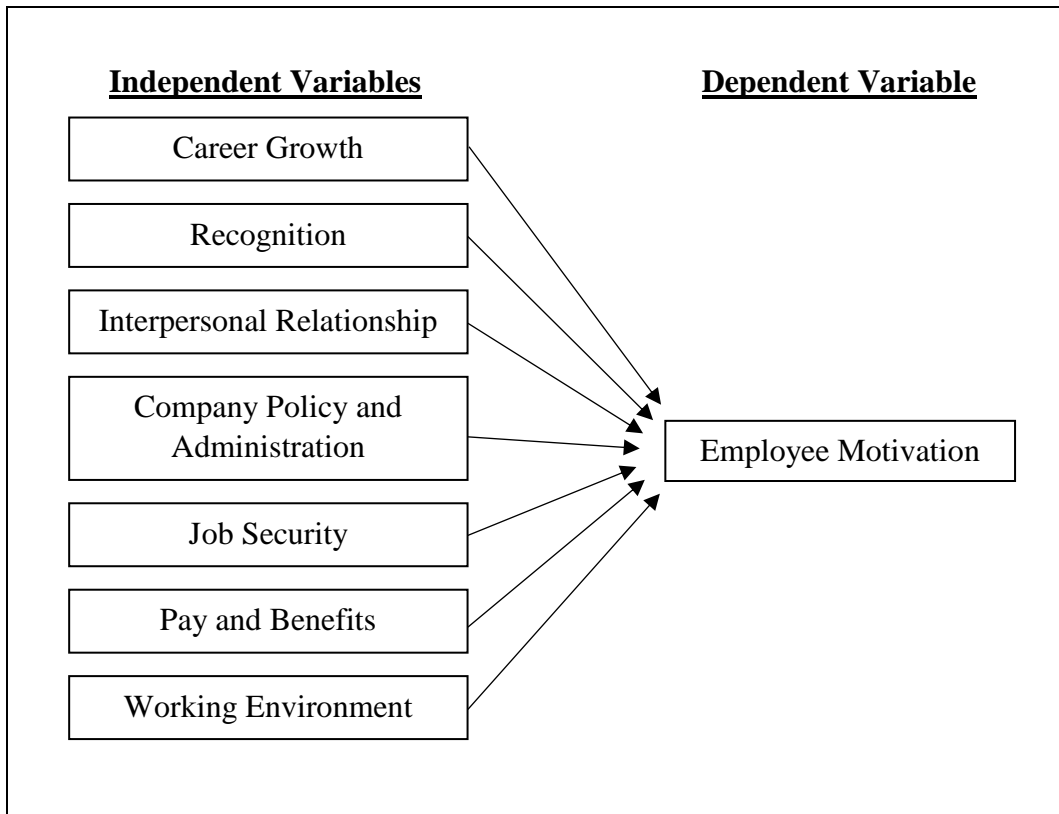 Independent Variables
Dependent Variable
Career Growth
Recognition
Interpersonal Relationship
Company Policy and
Administration
Job Security
Pay and Benefits
Working Environment
Employee Motivation